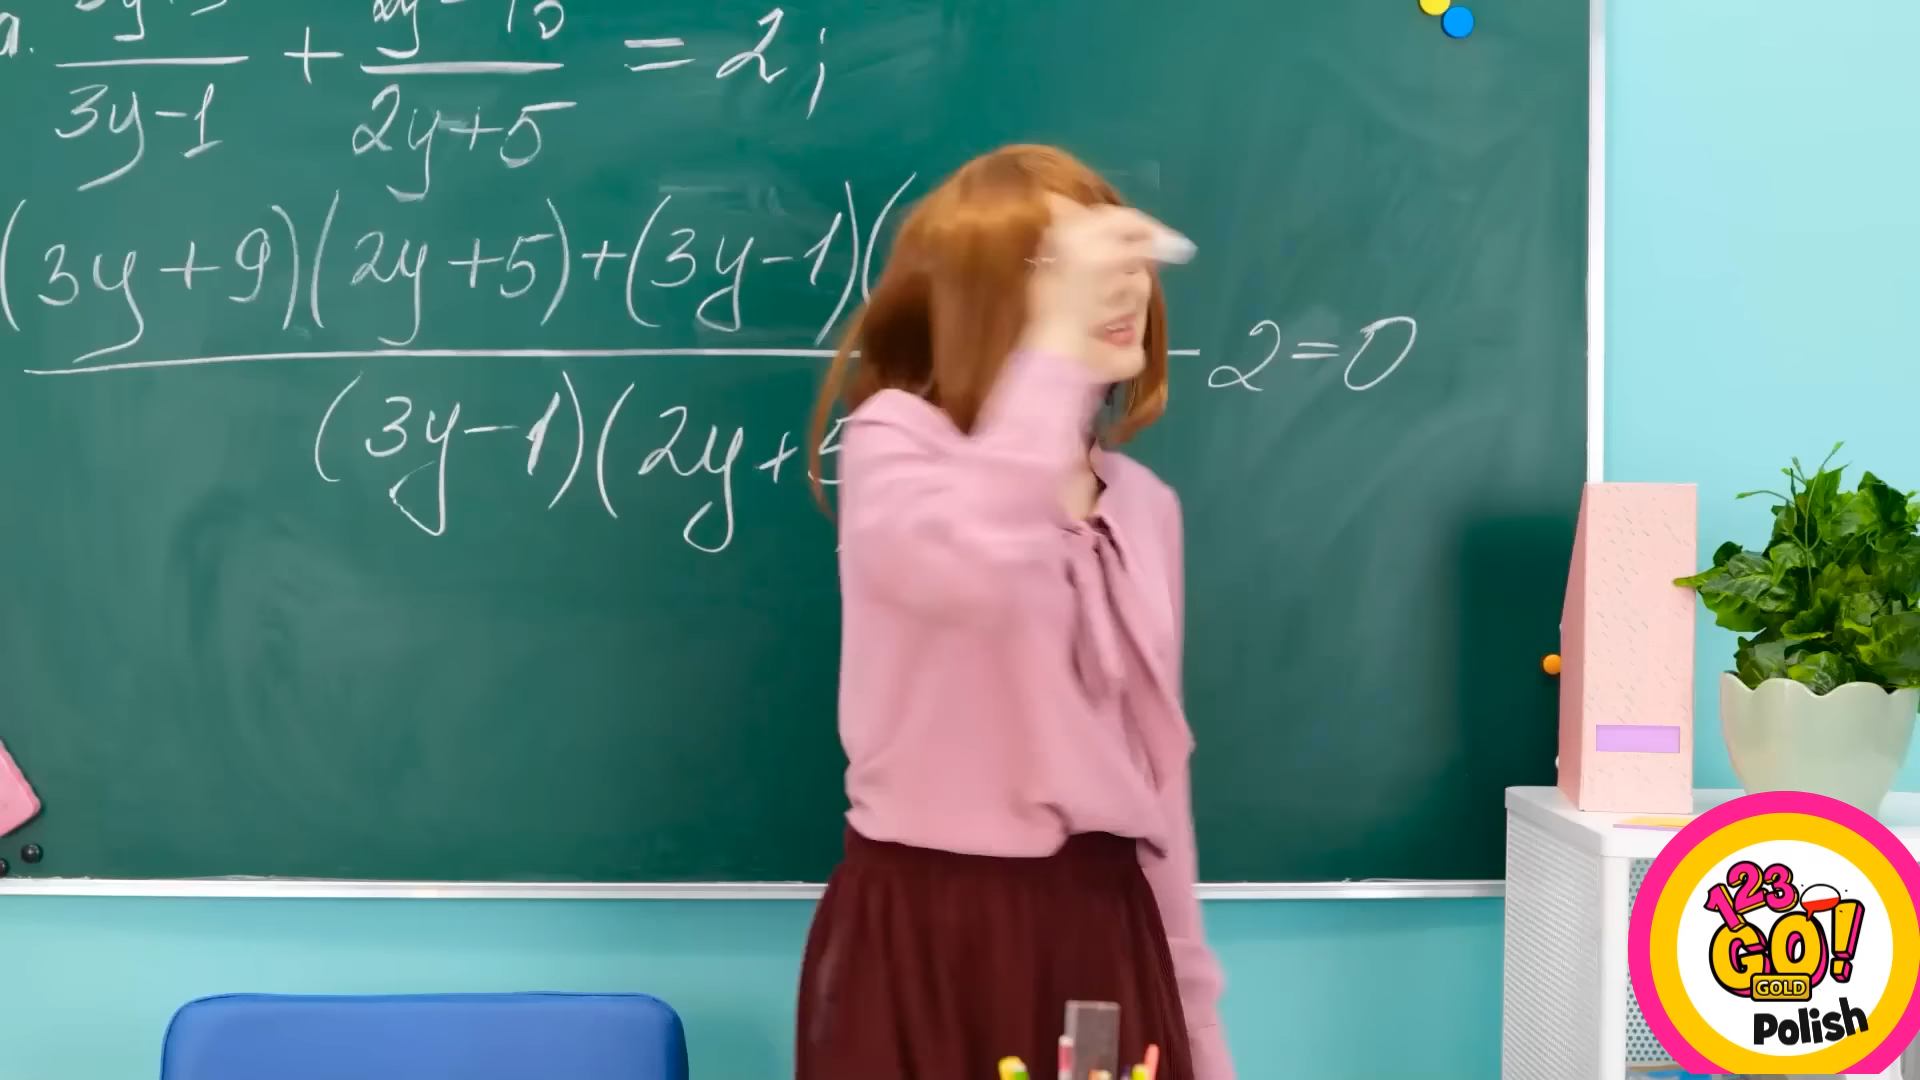 a.
3y-1 + 2y+5 = 2;
(3y+9)(2y+5)+(3y-1)(
- 2=0
(3y-1)(2y+5
123
GO!
GOLD
Polish